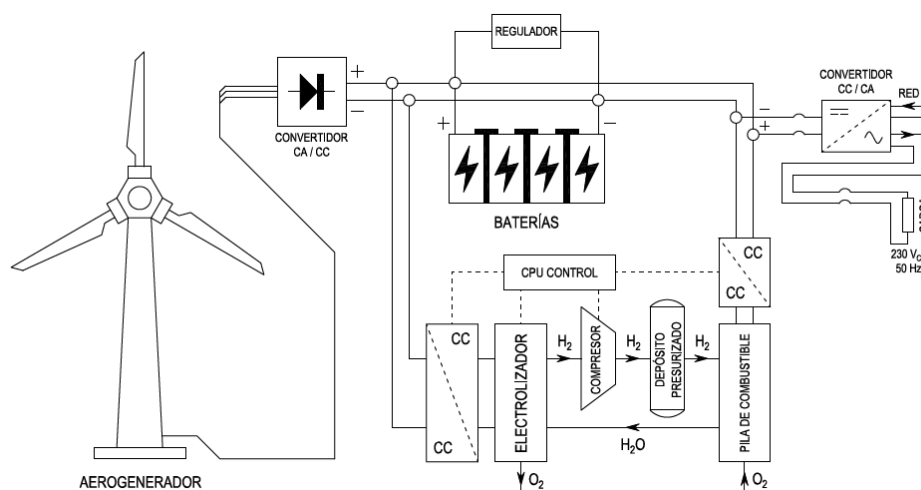 REGULADOR
CONVERTIDOR
CC / CA
RED
+
−
CONVERTIDOR
CA / CC
+
−
−
+
BATERÍAS
230 V
50 Hz
CPU CONTROL
CC
CC
CC
CC
ELECTROLIZADOR
H₂
COMPRESOR
H₂
DEPÓSITO
PRESURIZADO
H₂
PILA DE COMBUSTIBLE
H₂O
O₂
O₂
AEROGENERADOR